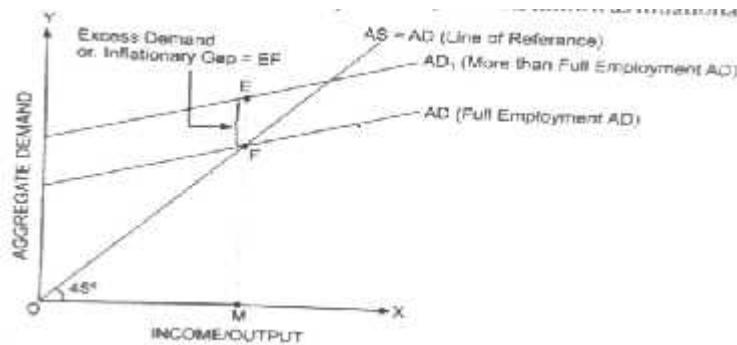 Y
Excess Demand
or. Inflationary Gap = EF
AS = AD (Line of Referance)
AD₁ (More than Full Employment AD)
E
AD (Full Employment AD)
F
AGGREGATE DEMAND
45°
O
M
X
INCOME/OUTPUT